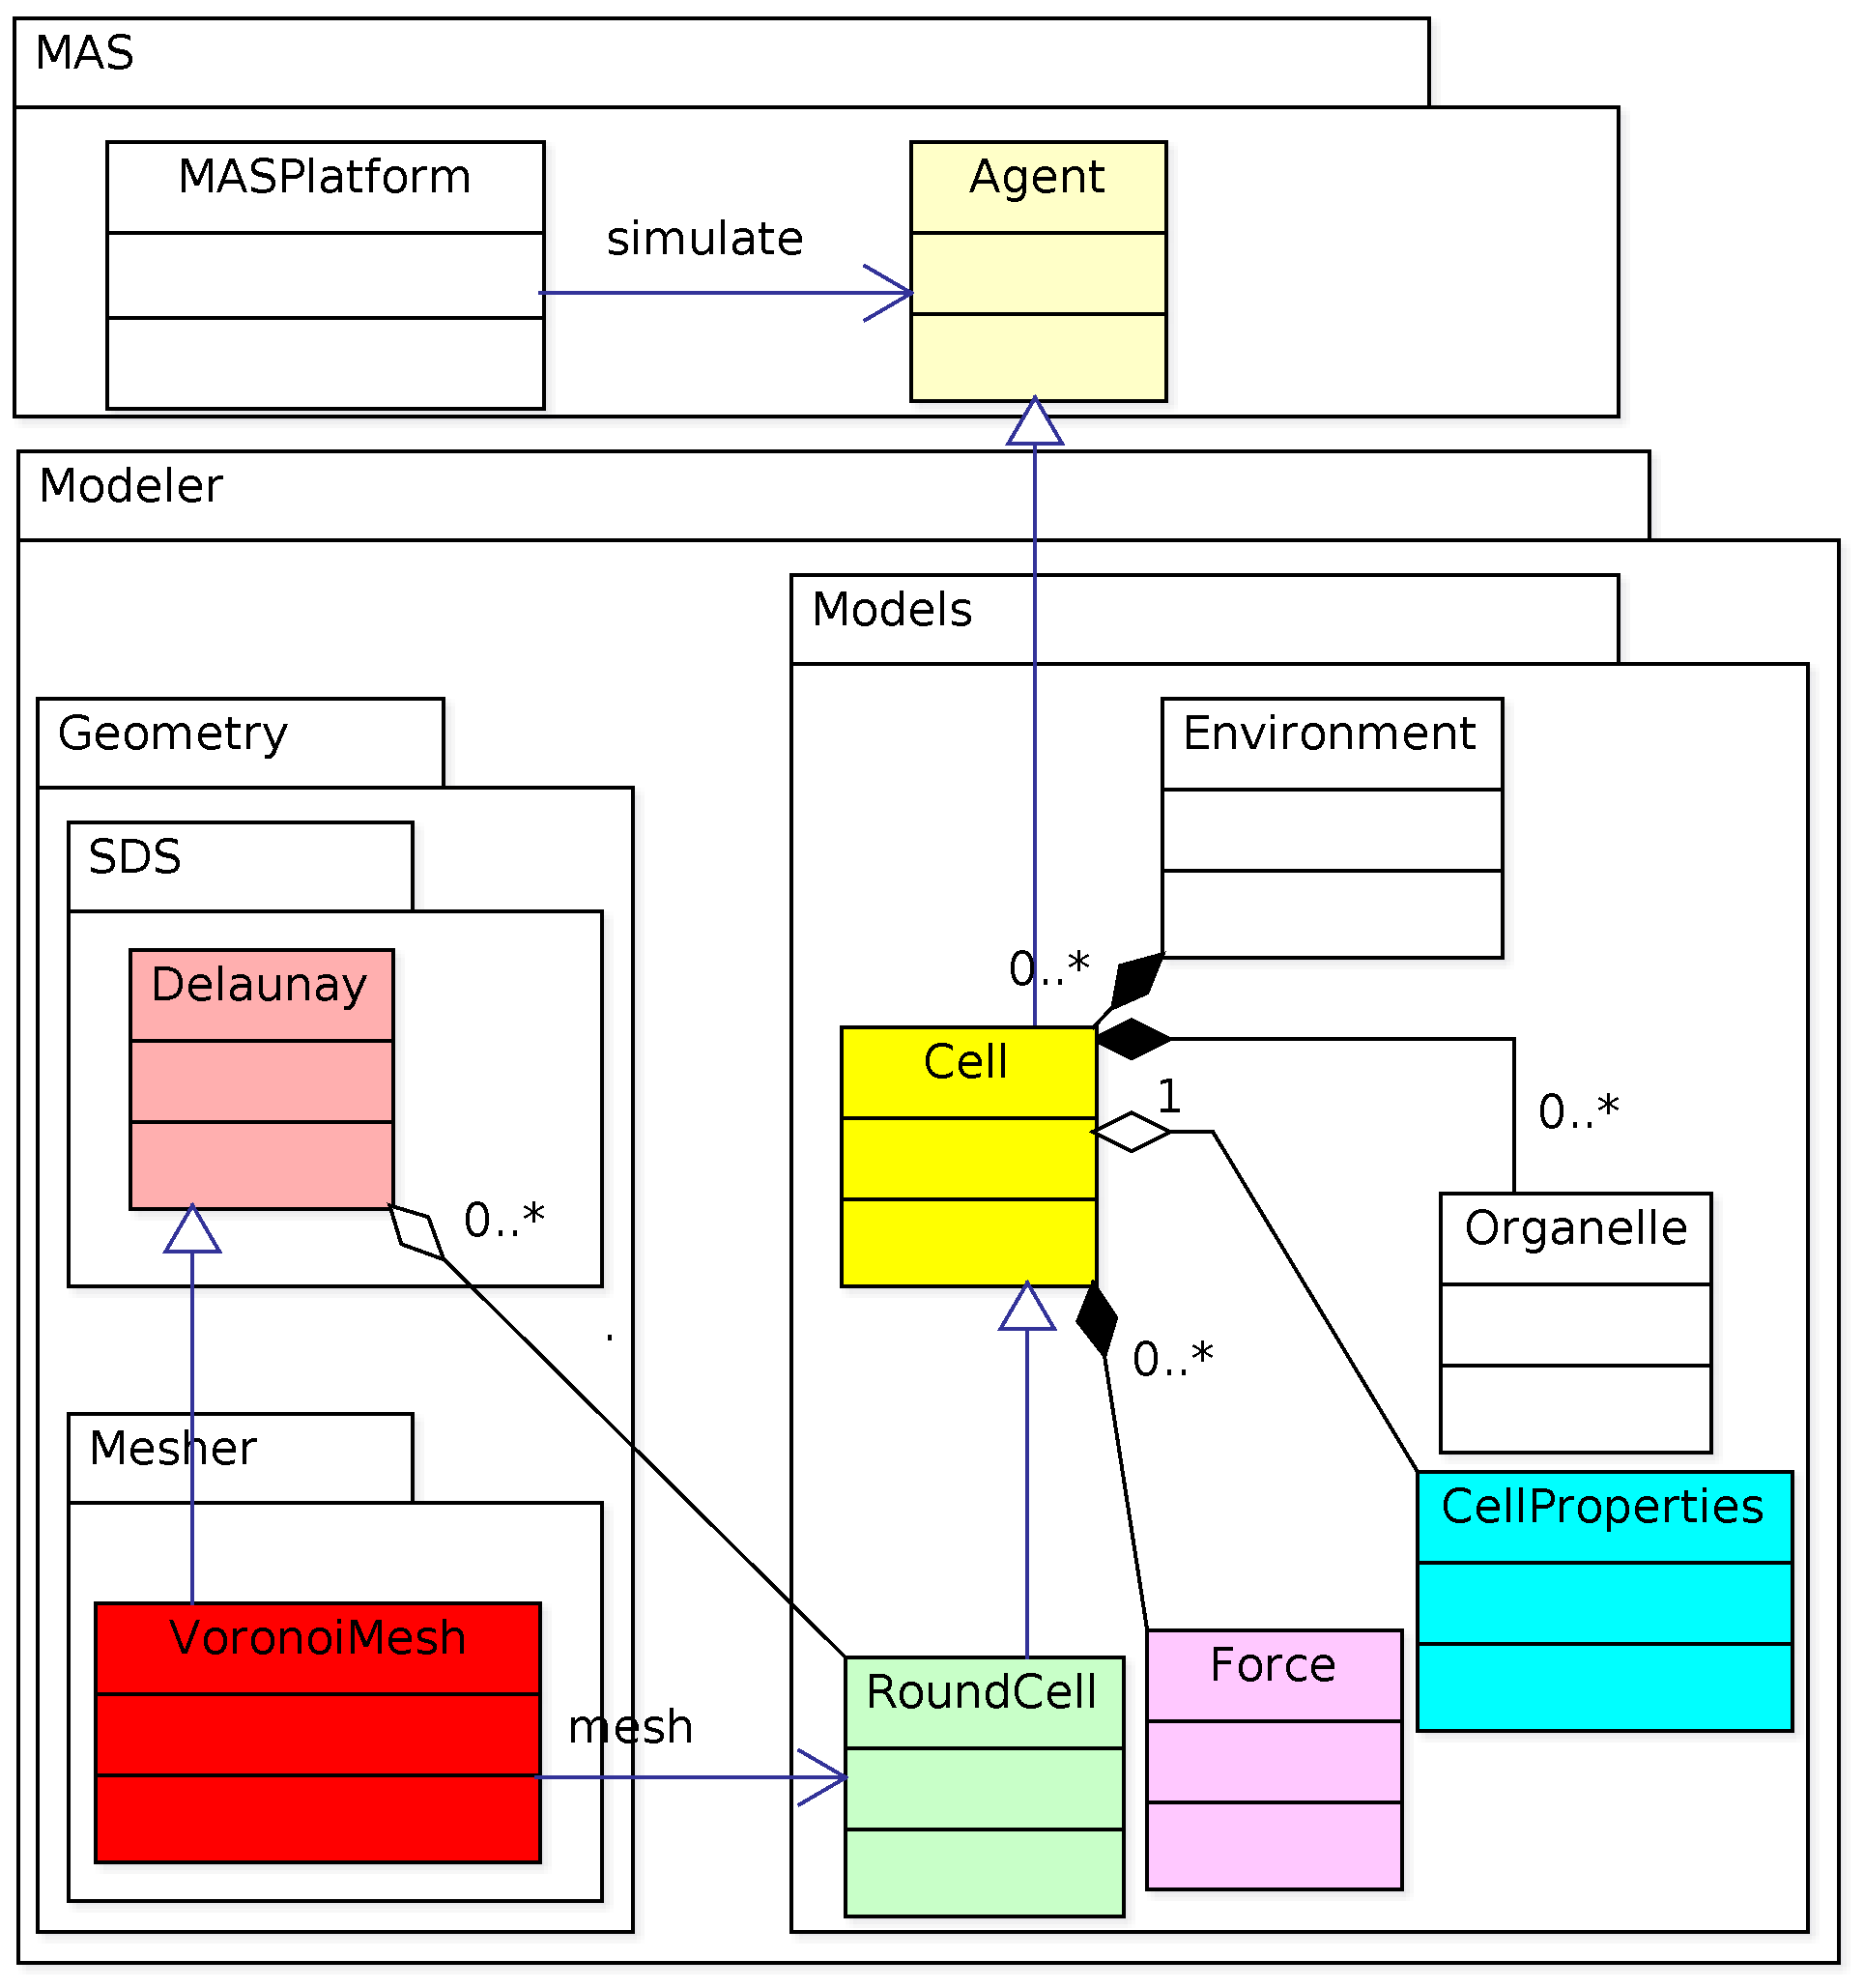 MAS
MASPlatform
Agent
simulate
Modeler
Models
Geometry
Environment
SDS
Delaunay
0..*
Cell
1
0..*
0..*
Organelle
.
0..*
Mesher
CellProperties
VoronoiMesh
Force
RoundCell
mesh